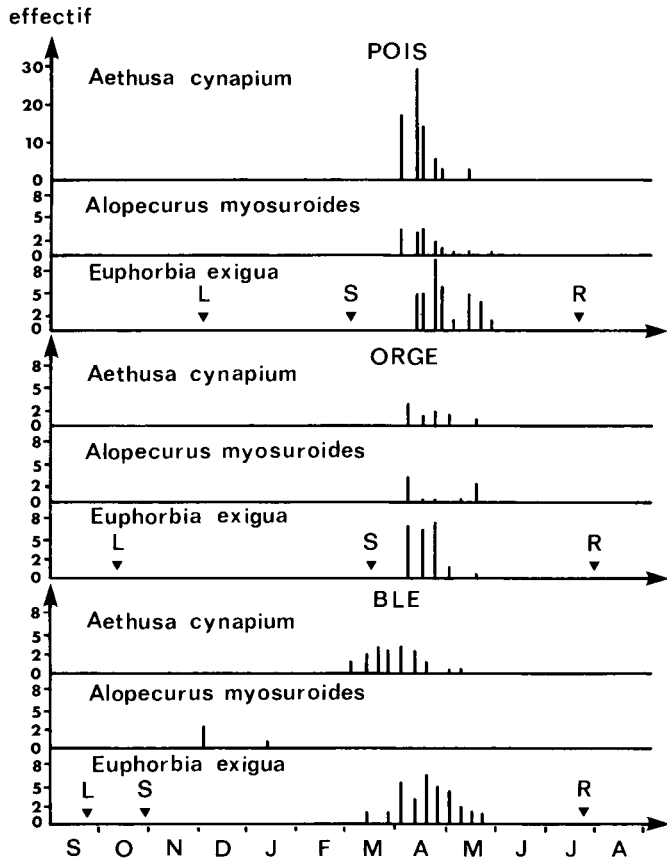 effectif
POIS
Aethusa cynapium
30
20
10
0
Alopecurus myosuroides
8
5
2
0
Euphorbia exigua
8
5
2
0
L S R
ORGE
Aethusa cynapium
8
5
2
0
Alopecurus myosuroides
8
5
2
0
Euphorbia exigua
8
5
2
0
L S R
BLE
Aethusa cynapium
8
5
2
0
Alopecurus myosuroides
8
5
2
0
Euphorbia exigua
8
5
2
0
L S R
S O N D J F M A M J J A